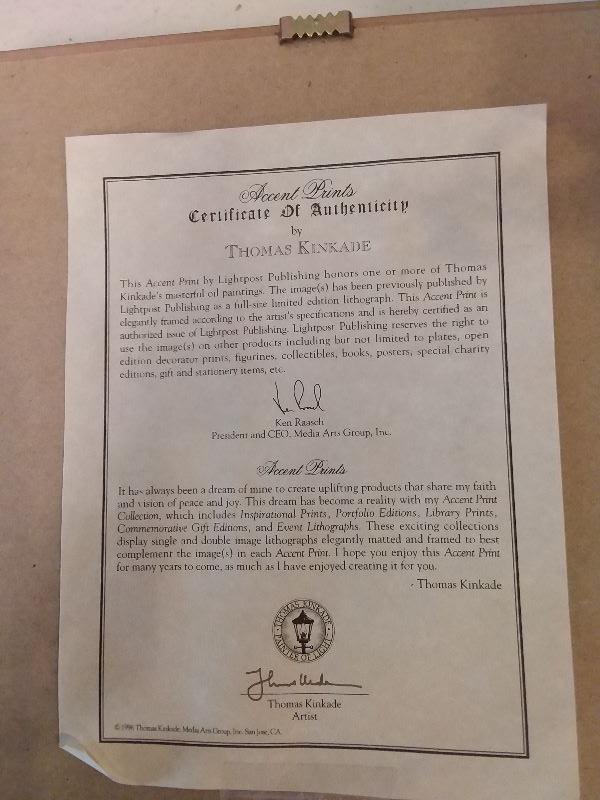 Accent Prints
Certificate Of Authenticity
by
THOMAS KINKADE
This Accent Print by Lightpost Publishing honors one or more of Thomas
Kinkade's masterful oil paintings. The image(s) has been previously published by
Lightpost Publishing as a full-size limited edition lithograph. This Accent Print is
elegantly framed according to the artist's specifications and is hereby certified as an
authorized issue of Lightpost Publishing. Lightpost Publishing reserves the right to
use the image(s) on other products including but not limited to plates, open
edition decorator prints, figurines, collectibles, books, posters, special charity
editions, gift and stationery items, etc.
Ken Raasch
President and CEO, Media Arts Group, Inc.
Accent Prints
It has always been a dream of mine to create uplifting products that share my faith
and vision of peace and joy. This dream has become a reality with my Accent Print
Collection, which includes Inspirational Prints, Portfolio Editions, Library Prints,
Commemorative Gift Editions, and Event Lithographs. These exciting collections
display single and double image lithographs elegantly matted and framed to best
complement the image(s) in each Accent Print. I hope you enjoy this Accent Print
for many years to come, as much as I have enjoyed creating it for you.
- Thomas Kinkade
THOMAS KINKADE
PAINTER OF LIGHT
Thomas Kinkade
Artist
© 1996 Thomas Kinkade, Media Arts Group, Inc. San Jose, CA